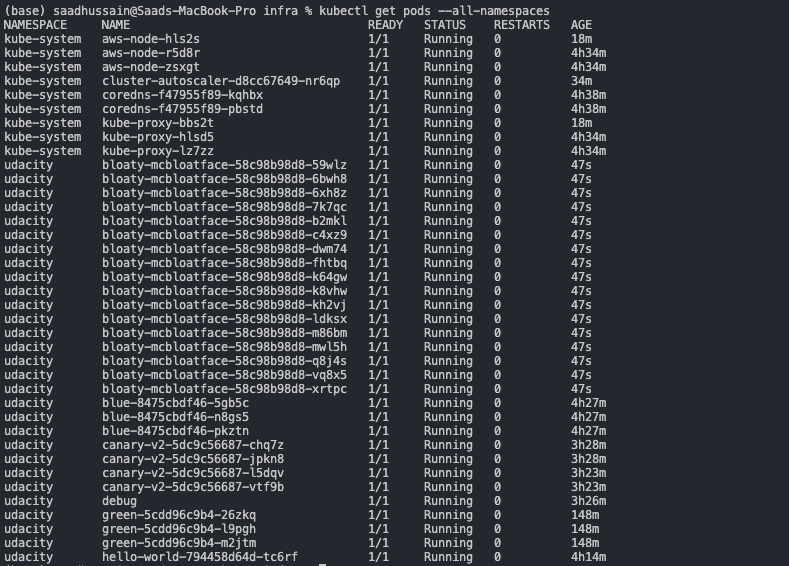 (base) saadhussain@Saads-MacBook-Pro infra % kubectl get pods --all-namespaces
NAMESPACE NAME READY STATUS RESTARTS AGE
kube-system aws-node-hls2s 1/1 Running 0 18m
kube-system aws-node-r5d8r 1/1 Running 0 4h34m
kube-system aws-node-zsxgt 1/1 Running 0 4h34m
kube-system cluster-autoscaler-d8cc67649-nr6qp 1/1 Running 0 34m
kube-system coredns-f47955f89-kqhbx 1/1 Running 0 4h38m
kube-system coredns-f47955f89-pbstd 1/1 Running 0 4h38m
kube-system kube-proxy-bbs2t 1/1 Running 0 18m
kube-system kube-proxy-hlsd5 1/1 Running 0 4h34m
kube-system kube-proxy-lz7zz 1/1 Running 0 4h34m
udacity bloaty-mcbloatface-58c98b98d8-59wlz 1/1 Running 0 47s
udacity bloaty-mcbloatface-58c98b98d8-6bwh8 1/1 Running 0 47s
udacity bloaty-mcbloatface-58c98b98d8-6xh8z 1/1 Running 0 47s
udacity bloaty-mcbloatface-58c98b98d8-7k7qc 1/1 Running 0 47s
udacity bloaty-mcbloatface-58c98b98d8-b2mkl 1/1 Running 0 47s
udacity bloaty-mcbloatface-58c98b98d8-c4xz9 1/1 Running 0 47s
udacity bloaty-mcbloatface-58c98b98d8-dwm74 1/1 Running 0 47s
udacity bloaty-mcbloatface-58c98b98d8-fhtbq 1/1 Running 0 47s
udacity bloaty-mcbloatface-58c98b98d8-k64gw 1/1 Running 0 47s
udacity bloaty-mcbloatface-58c98b98d8-k8vhw 1/1 Running 0 47s
udacity bloaty-mcbloatface-58c98b98d8-kh2vj 1/1 Running 0 47s
udacity bloaty-mcbloatface-58c98b98d8-ldksx 1/1 Running 0 47s
udacity bloaty-mcbloatface-58c98b98d8-m86bm 1/1 Running 0 47s
udacity bloaty-mcbloatface-58c98b98d8-mwl5h 1/1 Running 0 47s
udacity bloaty-mcbloatface-58c98b98d8-q8j4s 1/1 Running 0 47s
udacity bloaty-mcbloatface-58c98b98d8-vq8x5 1/1 Running 0 47s
udacity bloaty-mcbloatface-58c98b98d8-xrtpc 1/1 Running 0 47s
udacity blue-8475cbdf46-5gb5c 1/1 Running 0 4h27m
udacity blue-8475cbdf46-n8gs5 1/1 Running 0 4h27m
udacity blue-8475cbdf46-pkztn 1/1 Running 0 4h27m
udacity canary-v2-5dc9c56687-chq7z 1/1 Running 0 3h28m
udacity canary-v2-5dc9c56687-jpkn8 1/1 Running 0 3h28m
udacity canary-v2-5dc9c56687-l5dqv 1/1 Running 0 3h23m
udacity canary-v2-5dc9c56687-vtf9b 1/1 Running 0 3h23m
udacity debug 1/1 Running 0 3h26m
udacity green-5cdd96c9b4-26zkq 1/1 Running 0 148m
udacity green-5cdd96c9b4-l9pgh 1/1 Running 0 148m
udacity green-5cdd96c9b4-m2jtm 1/1 Running 0 148m
udacity hello-world-794458d64d-tc6rf 1/1 Running 0 4h14m